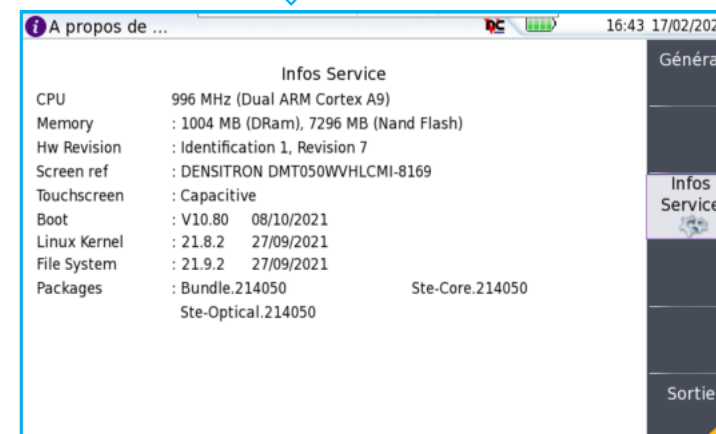 A propos de ...
16:43 17/02/202
Infos Service
CPU 996 MHz (Dual ARM Cortex A9)
Memory : 1004 MB (DRam), 7296 MB (Nand Flash)
Hw Revision : Identification 1, Revision 7
Screen ref : DENSITRON DMT050WVHLCMI-8169
Touchscreen : Capacitive
Boot : V10.80 08/10/2021
Linux Kernel : 21.8.2 27/09/2021
File System : 21.9.2 27/09/2021
Packages : Bundle.214050 Ste-Core.214050
Ste-Optical.214050
Généra
Infos
Service
Sortie